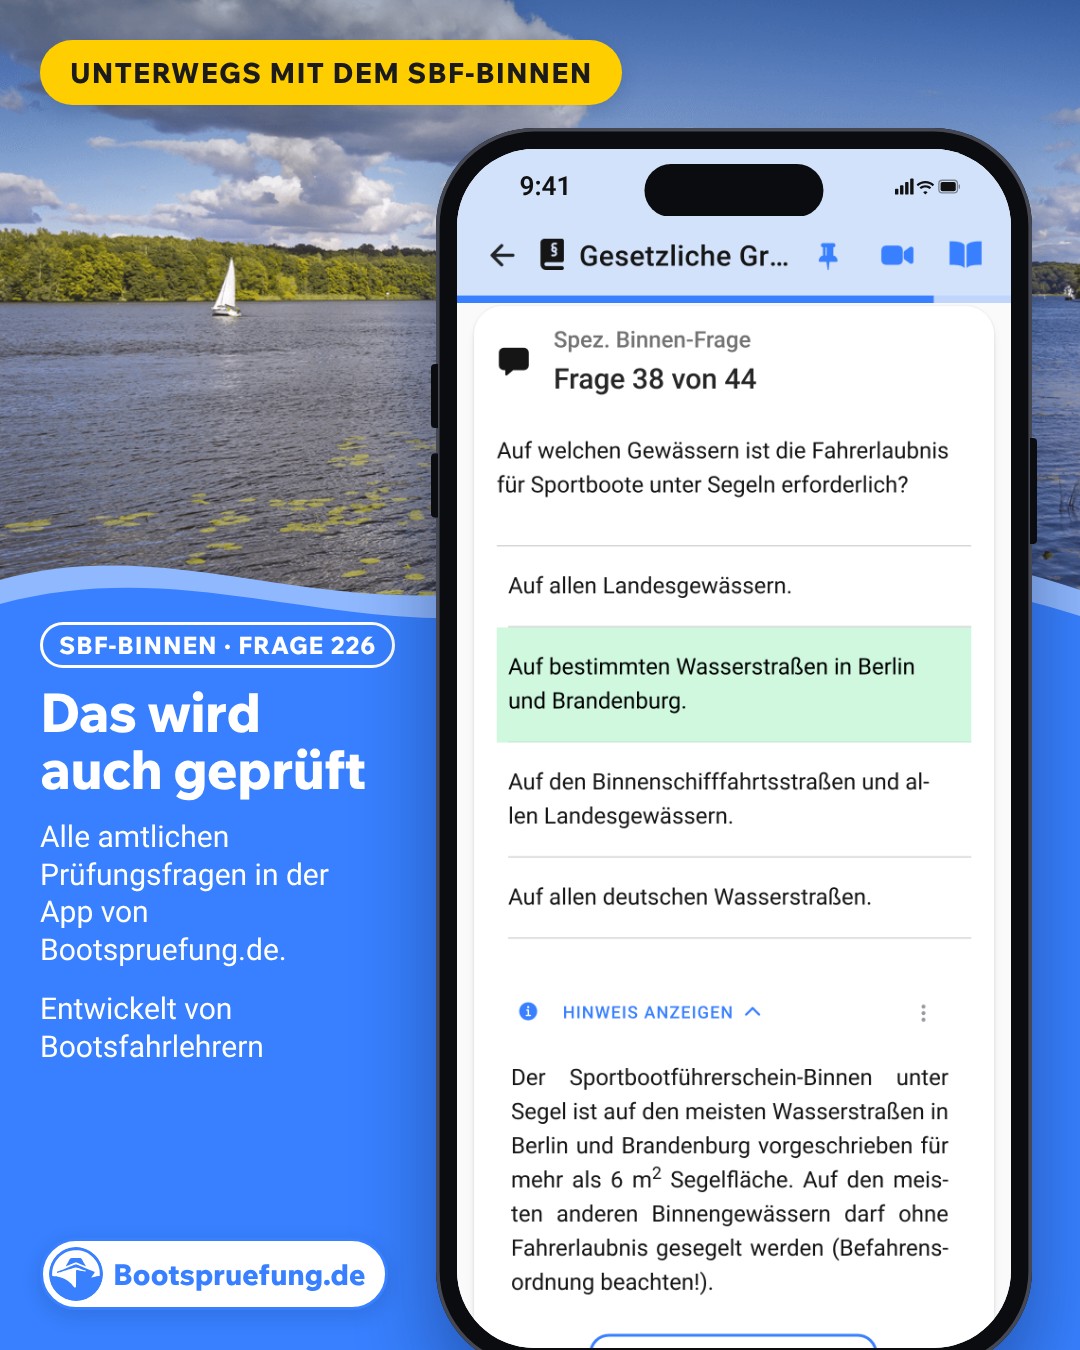 UNTERWEGS MIT DEM SBF-BINNEN
9:41
Gesetzliche Gr...
Spez. Binnen-Frage
Frage 38 von 44
Auf welchen Gewässern ist die Fahrerlaubnis
für Sportboote unter Segeln erforderlich?
Auf allen Landesgewässern.
Auf bestimmten Wasserstraßen in Berlin
und Brandenburg.
Auf den Binnenschifffahrtsstraßen und al-
len Landesgewässern.
Auf allen deutschen Wasserstraßen.
HINWEIS ANZEIGEN
Der Sportbootführerschein-Binnen unter
Segel ist auf den meisten Wasserstraßen in
Berlin und Brandenburg vorgeschrieben für
mehr als 6 m² Segelfläche. Auf den meis-
ten anderen Binnengewässern darf ohne
Fahrerlaubnis gesegelt werden (Befahrens-
ordnung beachten!).
SBF-BINNEN · FRAGE 226
Das wird
auch geprüft
Alle amtlichen
Prüfungsfragen in der
App von
Bootspruefung.de.
Entwickelt von
Bootsfahrlehrern
Bootspruefung.de